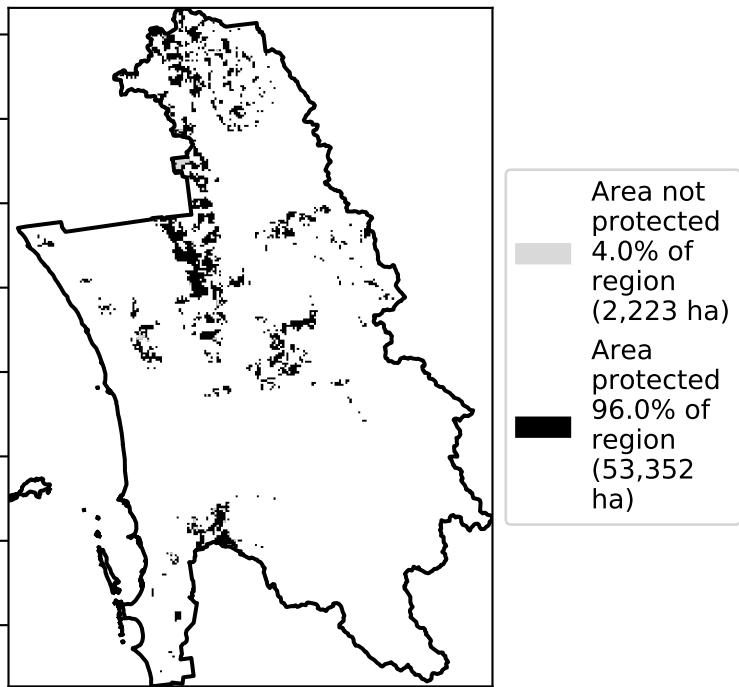 Area not
protected
4.0% of
region
(2,223 ha)
Area
protected
96.0% of
region
(53,352
ha)